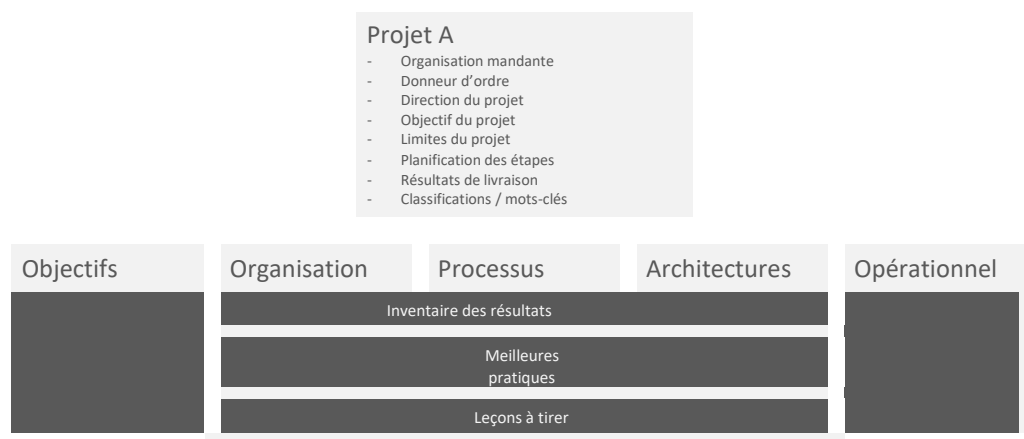 Projet A
- Organisation mandante
- Donneur d'ordre
- Direction du projet
- Objectif du projet
- Limites du projet
- Planification des étapes
- Résultats de livraison
- Classifications / mots-clés
Objectifs
Organisation
Processus
Architectures
Opérationnel
Inventaire des résultats
Meilleures
pratiques
Leçons à tirer